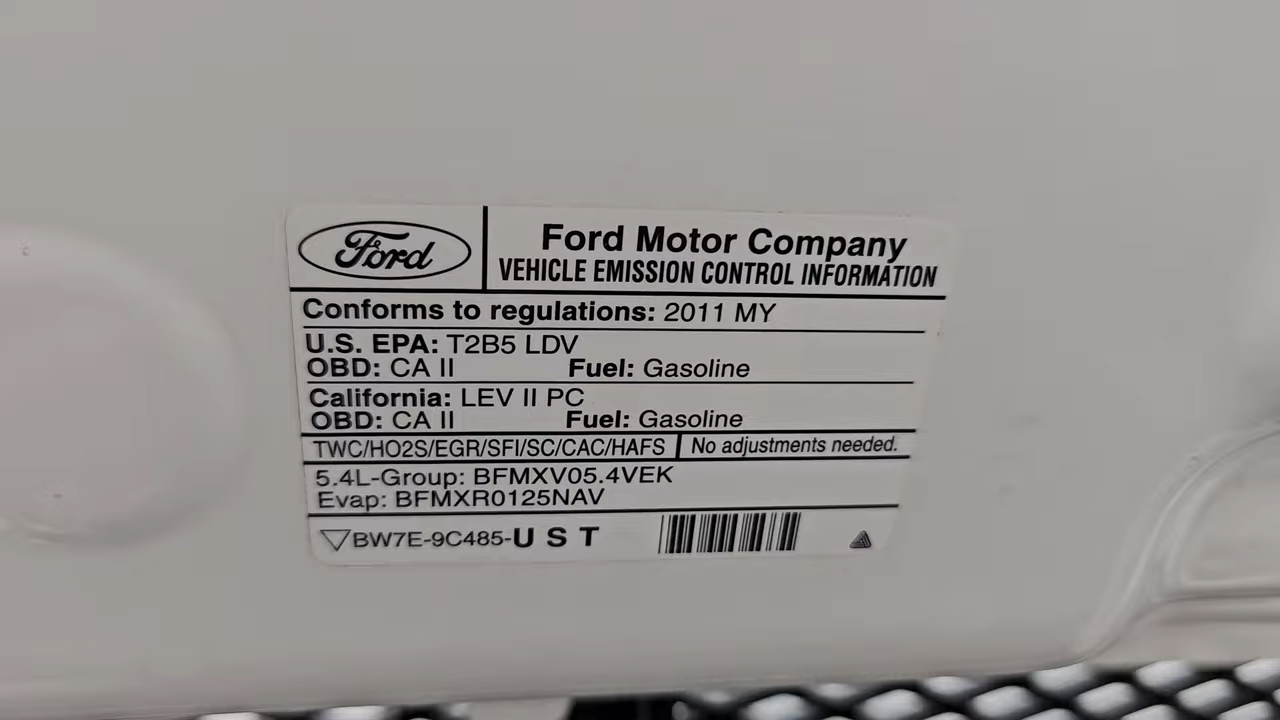 Ford
Ford Motor Company
VEHICLE EMISSION CONTROL INFORMATION
Conforms to regulations: 2011 MY
U.S. EPA: T2B5 LDV
OBD: CA II Fuel: Gasoline
California: LEV II PC
OBD: CA II Fuel: Gasoline
TWC/HO2S/EGR/SFI/SC/CAC/HAFS No adjustments needed.
5.4L-Group: BFMXV05.4VEK
Evap: BFMXR0125NAV
BW7E-9C485-U S T